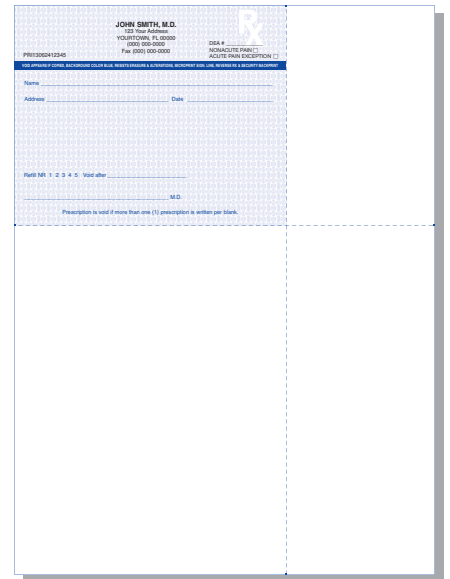 JOHN SMITH, M.D.
123 Your Address
YOURTOWN, FL 00000
(000) 000-0000
Fax (000) 000-0000
Rx
DEA #
NONACUTE PAIN
ACUTE PAIN EXCEPTION
PRI13062412345
VOID APPEARS IF COPIED, BACKGROUND COLOR BLUE, RESISTS ERASURE & ALTERATIONS, MICROPRINT SIGN. LINE, REVERSE RX & SECURITY BACKPRINT
Name
Address Date
Refill NR 1 2 3 4 5 Void after
M.D.
Prescription is void if more than one (1) prescription is written per blank.